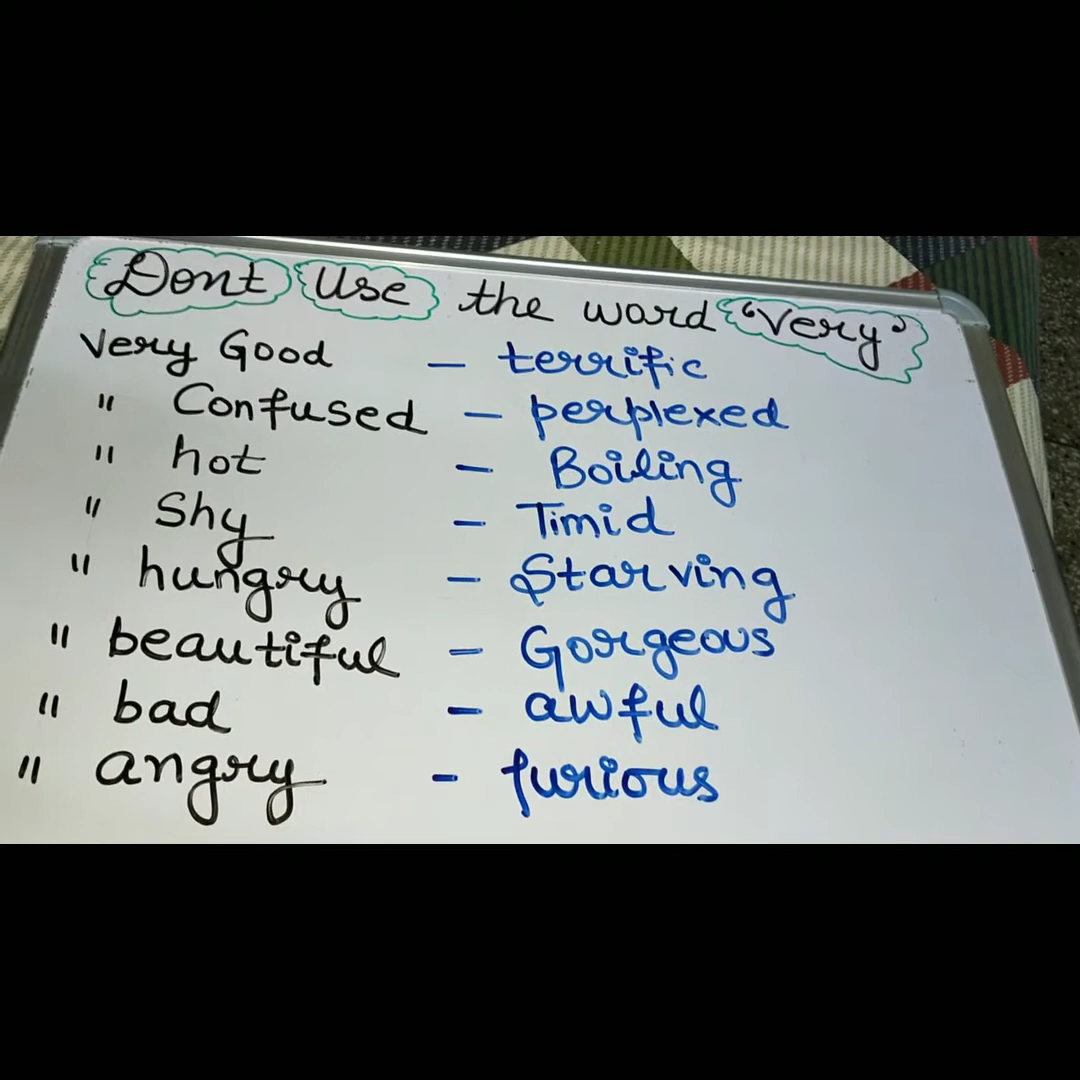 Dont Use the word "Very"
Very Good - terrific
" Confused - perplexed
" hot - Boiling
" Shy - Timid
" hungry - Starving
" beautiful - Gorgeous
" bad - awful
" angry - furious